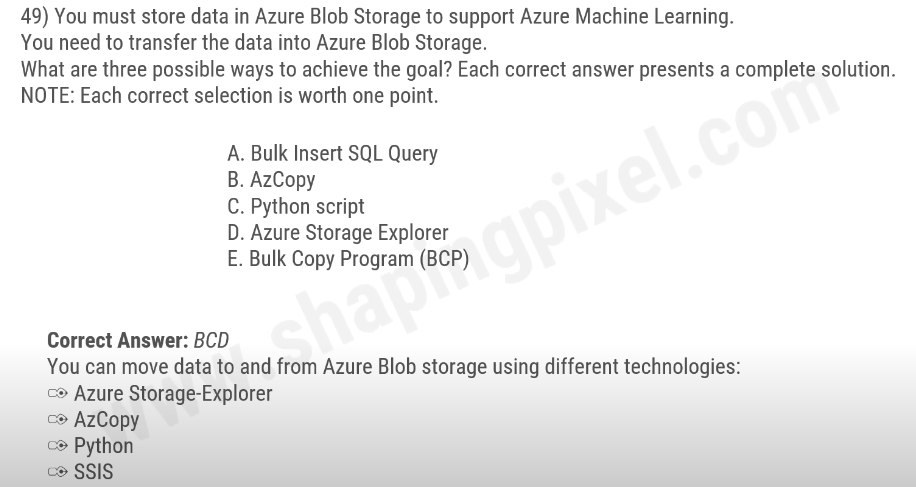 49) You must store data in Azure Blob Storage to support Azure Machine Learning.
You need to transfer the data into Azure Blob Storage.
What are three possible ways to achieve the goal? Each correct answer presents a complete solution.
NOTE: Each correct selection is worth one point.
A. Bulk Insert SQL Query
B. AzCopy
C. Python script
D. Azure Storage Explorer
E. Bulk Copy Program (BCP)
www.shapingpixel.com
Correct Answer: BCD
You can move data to and from Azure Blob storage using different technologies:
Azure Storage-Explorer
AzCopy
Python
SSIS